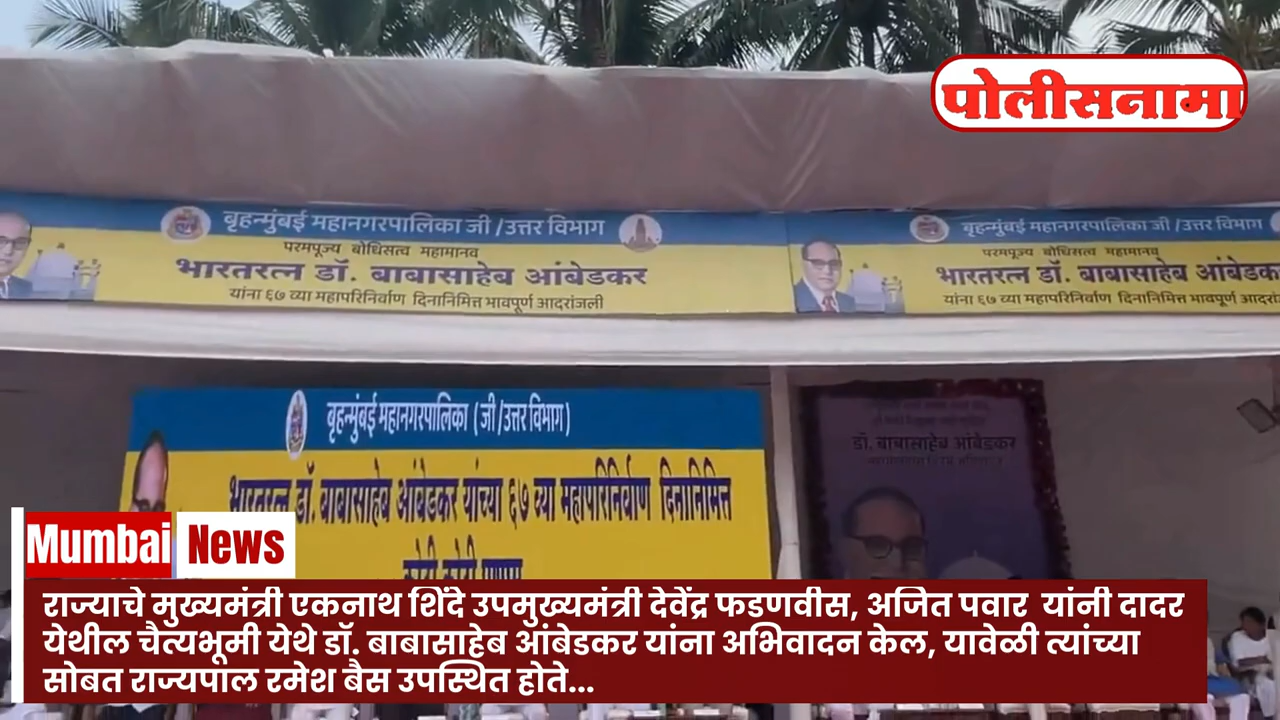 पोलीसनामा
बृहन्मुंबई महानगरपालिका जी /उत्तर विभाग
परमपूज्य बोधिसत्व महामानव
भारतरत्न डॉ. बाबासाहेब आंबेडकर
यांना ६७ व्या महापरिनिर्वाण दिनानिमित्त भावपूर्ण आदरांजली
बृहन्मुंबई महानगरपालिका जी /उत्तर विभाग
परमपूज्य बोधिसत्व महामानव
भारतरत्न डॉ. बाबासाहेब
यांना ६७ व्या महापरिनिर्वाण दिनानिमित्त भावपूर्ण
बृहन्मुंबई महानगरपालिका (जी /उत्तर विभाग)
भारतरत्न डॉ. बाबासाहेब आंबेडकर यांच्या ६७ व्या महापरिनिर्वाण दिनानिमित्त
डॉ. बाबासाहेब आंबेडकर
Mumbai News
राज्याचे मुख्यमंत्री एकनाथ शिंदे उपमुख्यमंत्री देवेंद्र फडणवीस, अजित पवार यांनी दादर
येथील चैत्यभूमी येथे डॉ. बाबासाहेब आंबेडकर यांना अभिवादन केल, यावेळी त्यांच्या
सोबत राज्यपाल रमेश बैस उपस्थित होते...